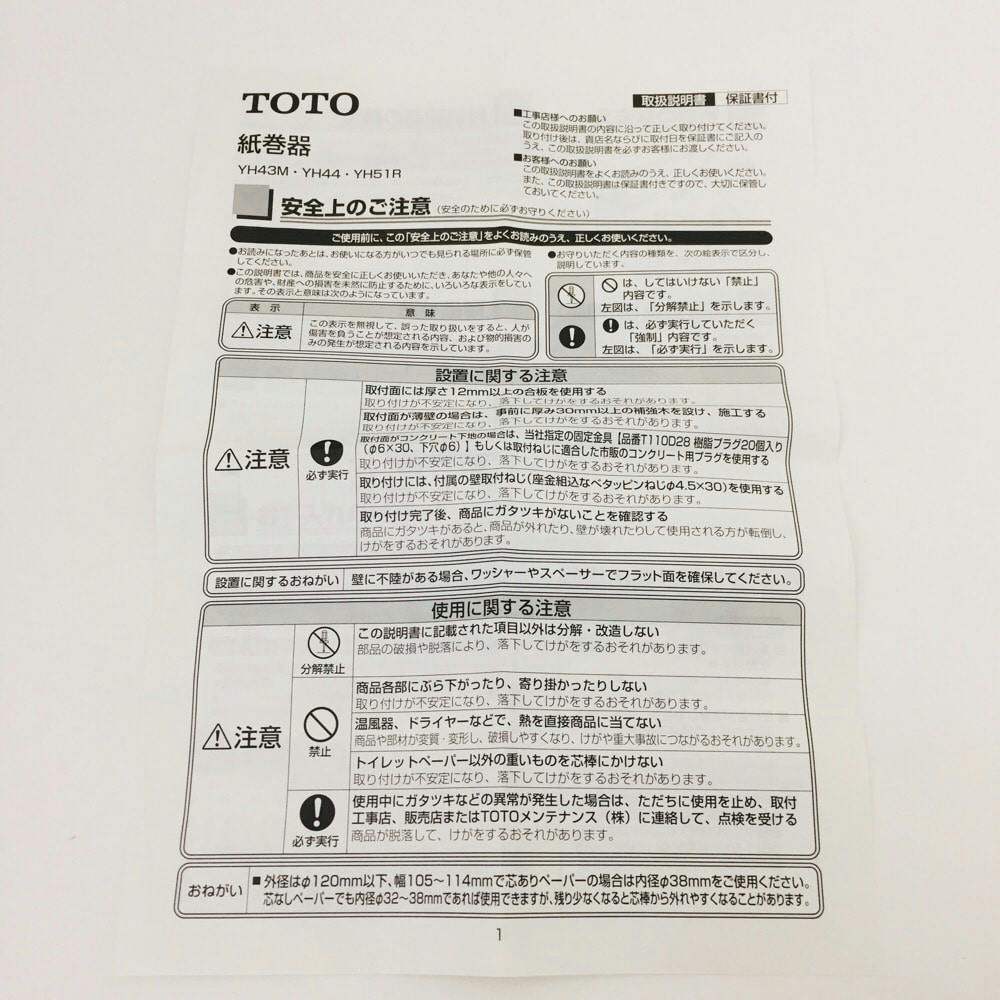 TOTO
取扱説明書 保証書付
紙巻器
YH43M・YH44・YH51R
■工事店様へのお願い
この取扱説明書の内容に沿って正しく取り付けてください。
取り付け後は、貴店名ならびに取付日を保証書にご記入の
うえ、この取扱説明書を必ずお客様にお渡しください。
■お客様へのお願い
この取扱説明書をよくお読みのうえ、正しくお使いください。
また、この取扱説明書は保証書付きですので、大切に保管し
ておいてください。
安全上のご注意(安全のために必ずお守りください)
ご使用前に、この「安全上のご注意」をよくお読みのうえ、正しくお使いください。
●お読みになったあとは、お使いになる方がいつでも見られる場所に必ず保管
してください。
●この説明書では、商品を安全に正しくお使いいただき、あなたや他の人々へ
の危害や、財産への損害を未然に防止するために、いろいろな表示をしてい
ます。その表示と意味は次のようになっています。
表示 意味
注意
この表示を無視して、誤った取り扱いをすると、人が
傷害を負うことが想定される内容、および物的損害の
みの発生が想定される内容を示しています。
●お守りいただく内容の種類を、次の絵表示で区分し、
説明しています。
は、してはいけない「禁止」
内容です。
左図は、「分解禁止」を示します。
は、必ず実行していただく
「強制」内容です。
左図は、「必ず実行」を示します。
設置に関する注意
注意
必ず実行
取付面には厚さ12mm以上の合板を使用する
取り付けが不安定になり、落下してけがをするおそれがあります。
取付面が薄壁の場合は、事前に厚み30mm以上の補強木を設け、施工する
取り付けが不安定になり、落下してけがをするおそれがあります。
取付面がコンクリート下地の場合は、当社指定の固定金具【品番T110D28 樹脂プラグ20個入り
(φ6×30、下穴φ6)】もしくは取付ねじに適合した市販のコンクリート用プラグを使用する
取り付けが不安定になり、落下してけがをするおそれがあります。
取り付けには、付属の壁取付ねじ(座金組込なべタッピンねじφ4.5×30)を使用する
取り付けが不安定になり、落下してけがをするおそれがあります。
取り付け完了後、商品にガタツキがないことを確認する
商品にガタツキがあると、商品が外れたり、壁が壊れたりして使用される方が転倒し、
けがをするおそれがあります。
設置に関するおねがい 壁に不陸がある場合、ワッシャーやスペーサーでフラット面を確保してください。
使用に関する注意
注意
分解禁止
この説明書に記載された項目以外は分解・改造しない
部品の破損や脱落により、落下してけがをするおそれがあります。
禁止
商品各部にぶら下がったり、寄り掛かったりしない
取り付けが不安定になり、落下してけがをするおそれがあります。
温風器、ドライヤーなどで、熱を直接商品に当てない
商品や部材が変質・変形し、破損しやすくなり、けがや重大事故につながるおそれがあります。
トイレットペーパー以外の重いものを芯棒にかけない
取り付けが不安定になり、落下してけがをするおそれがあります。
必ず実行
使用中にガタツキなどの異常が発生した場合は、ただちに使用を止め、取付
工事店、販売店またはTOTOメンテナンス(株)に連絡して、点検を受ける
商品が脱落して、けがをするおそれがあります。
おねがい
■外径はφ120mm以下、幅105～114mmで芯ありペーパーの場合は内径φ38mmをご使用ください。
芯なしペーパーでも内径φ32～38mmであれば使用できますが、残り少なくなると芯棒から外れやすくなることがあります。
1